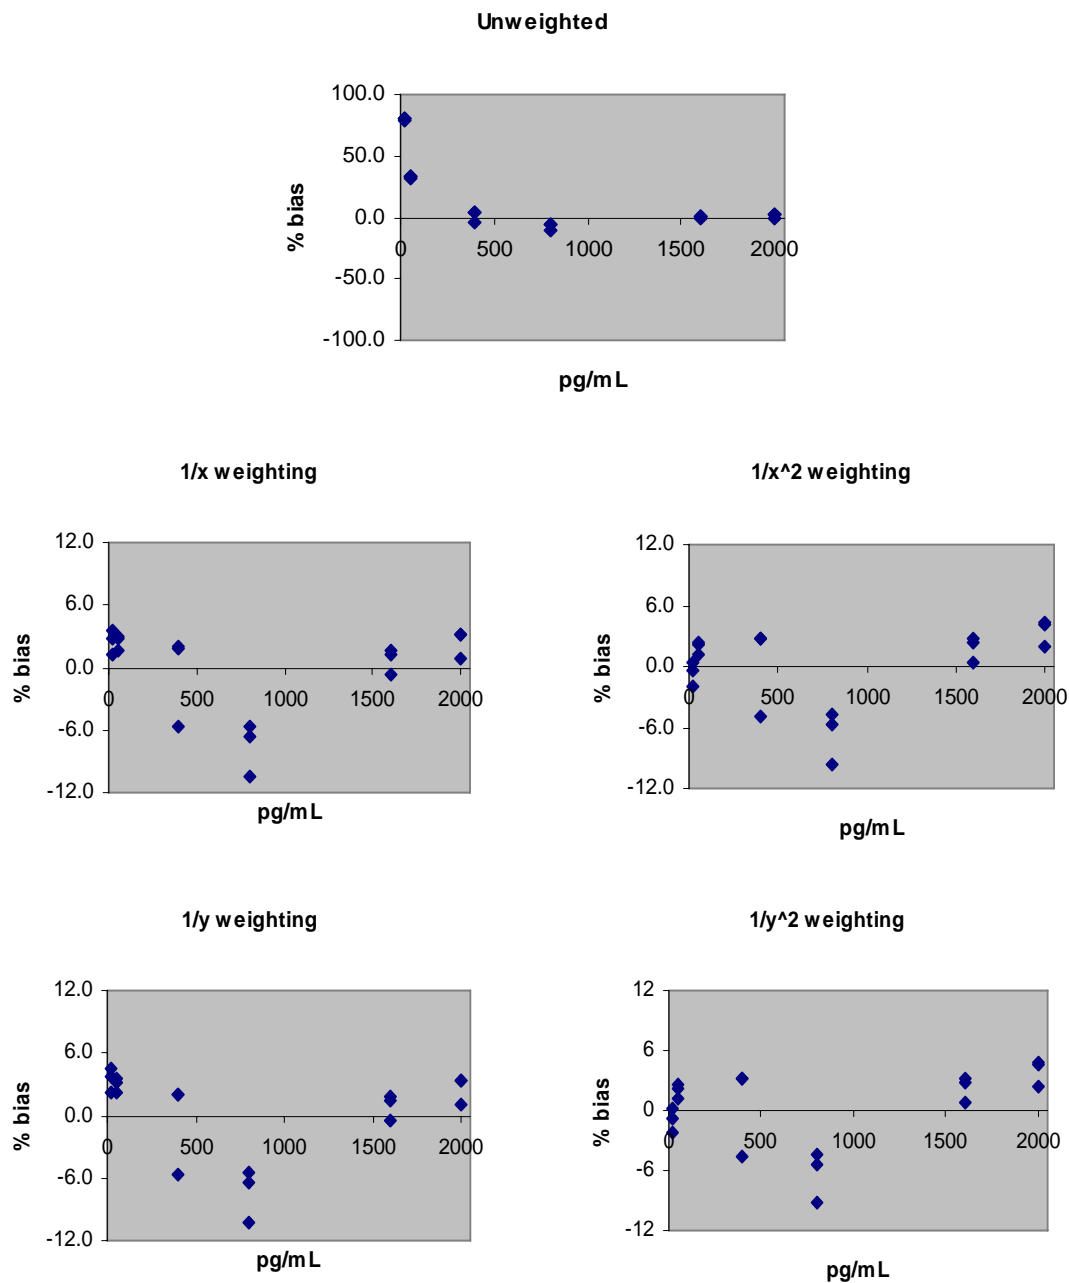 Unweighted
100.0
50.0
0.0
-50.0
-100.0
0 500 1000 1500 2000
% bias
pg/mL
1/x weighting
12.0
6.0
0.0
-6.0
-12.0
0 500 1000 1500 2000
% bias
pg/mL
1/x^2 weighting
12.0
6.0
0.0
-6.0
-12.0
0 500 1000 1500 2000
% bias
pg/mL
1/y weighting
12.0
6.0
0.0
-6.0
-12.0
0 500 1000 1500 2000
% bias
pg/mL
1/y^2 weighting
12
6
0
-6
-12
0 500 1000 1500 2000
% bias
pg/mL